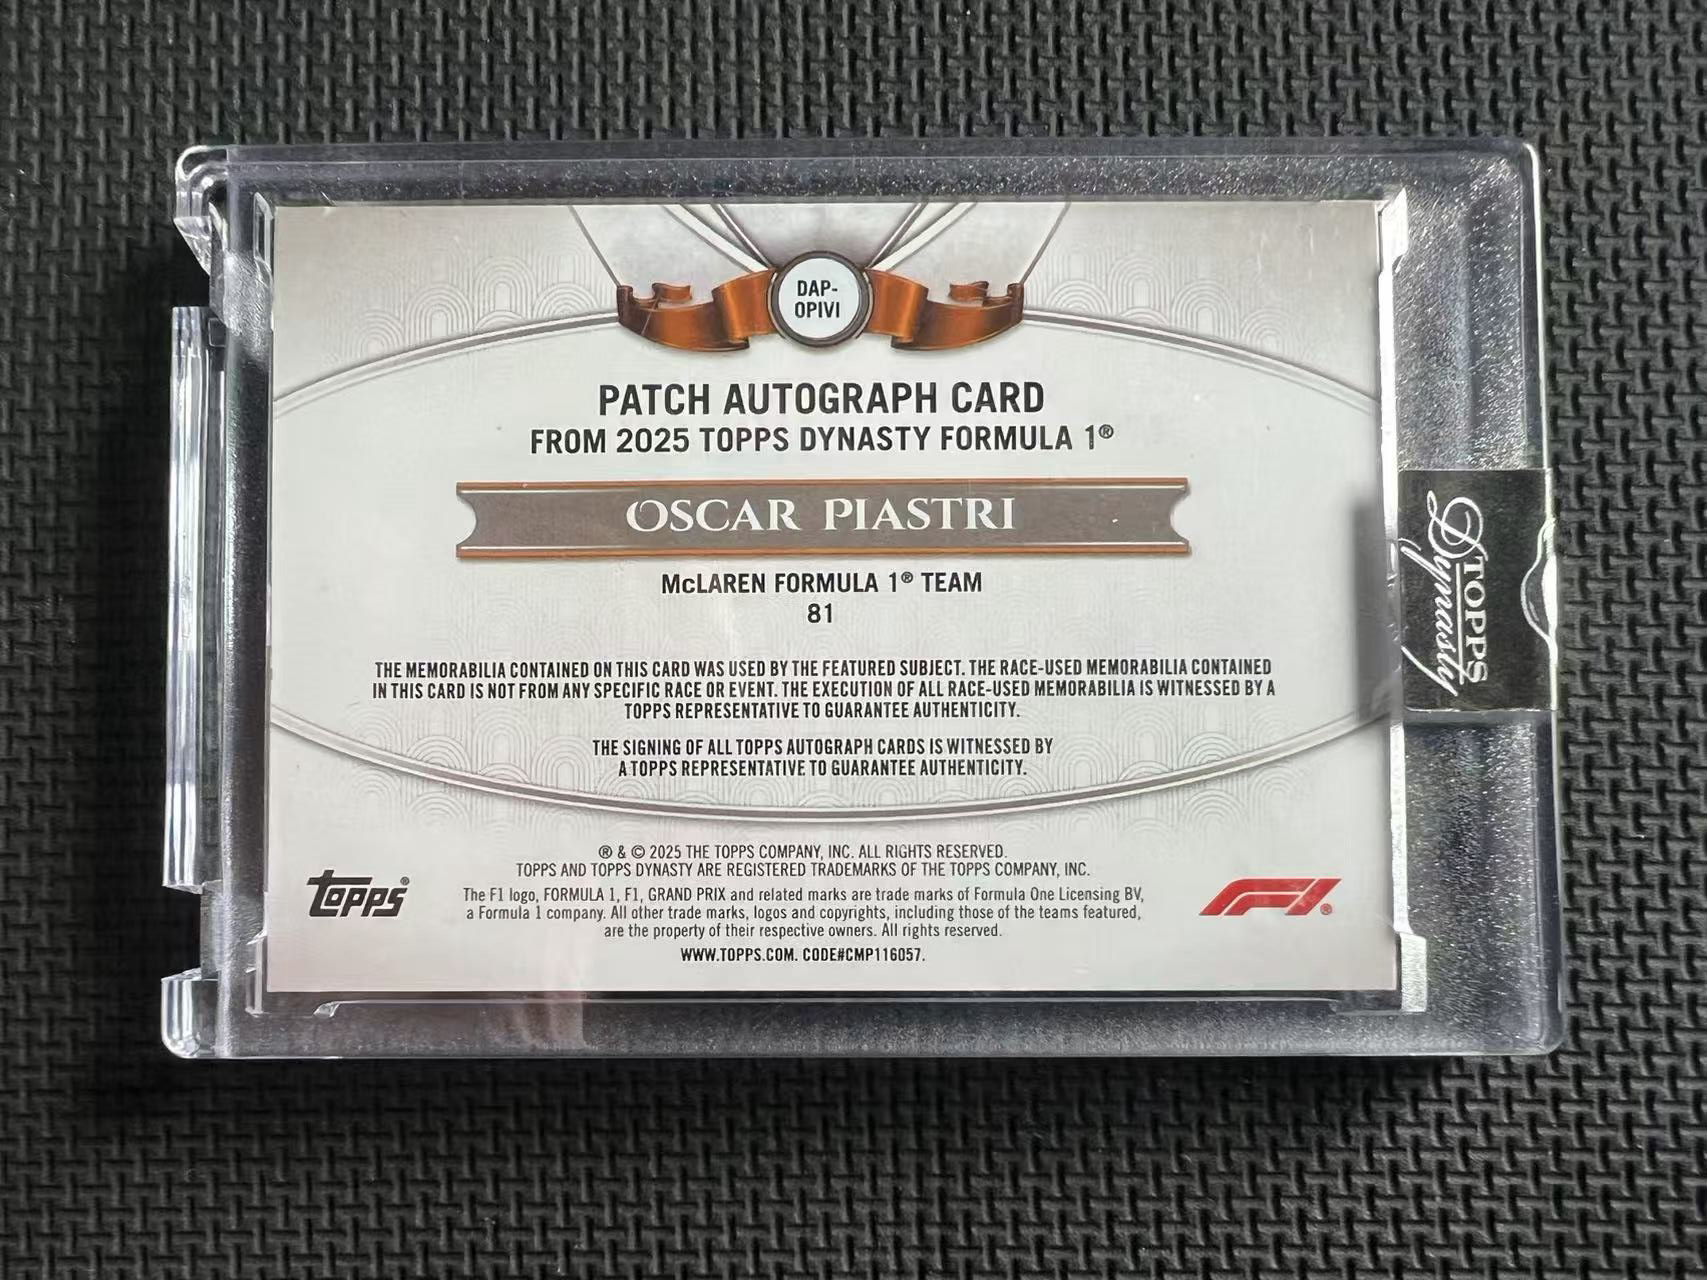 DAP-
OPIVI
PATCH AUTOGRAPH CARD
FROM 2025 TOPPS DYNASTY FORMULA 1®
OSCAR PIASTRI
McLAREN FORMULA 1® TEAM
81
THE MEMORABILIA CONTAINED ON THIS CARD WAS USED BY THE FEATURED SUBJECT. THE RACE-USED MEMORABILIA CONTAINED
IN THIS CARD IS NOT FROM ANY SPECIFIC RACE OR EVENT. THE EXECUTION OF ALL RACE-USED MEMORABILIA IS WITNESSED BY A
TOPPS REPRESENTATIVE TO GUARANTEE AUTHENTICITY.
THE SIGNING OF ALL TOPPS AUTOGRAPH CARDS IS WITNESSED BY
A TOPPS REPRESENTATIVE TO GUARANTEE AUTHENTICITY.
® & © 2025 THE TOPPS COMPANY, INC. ALL RIGHTS RESERVED.
TOPPS AND TOPPS DYNASTY ARE REGISTERED TRADEMARKS OF THE TOPPS COMPANY, INC.
The F1 logo, FORMULA 1, F1, GRAND PRIX and related marks are trade marks of Formula One Licensing BV,
a Formula 1 company. All other trade marks, logos and copyrights, including those of the teams featured,
are the property of their respective owners. All rights reserved.
WWW.TOPPS.COM. CODE#CMP116057.
topps®
F1®
TOPPS
Dynasty